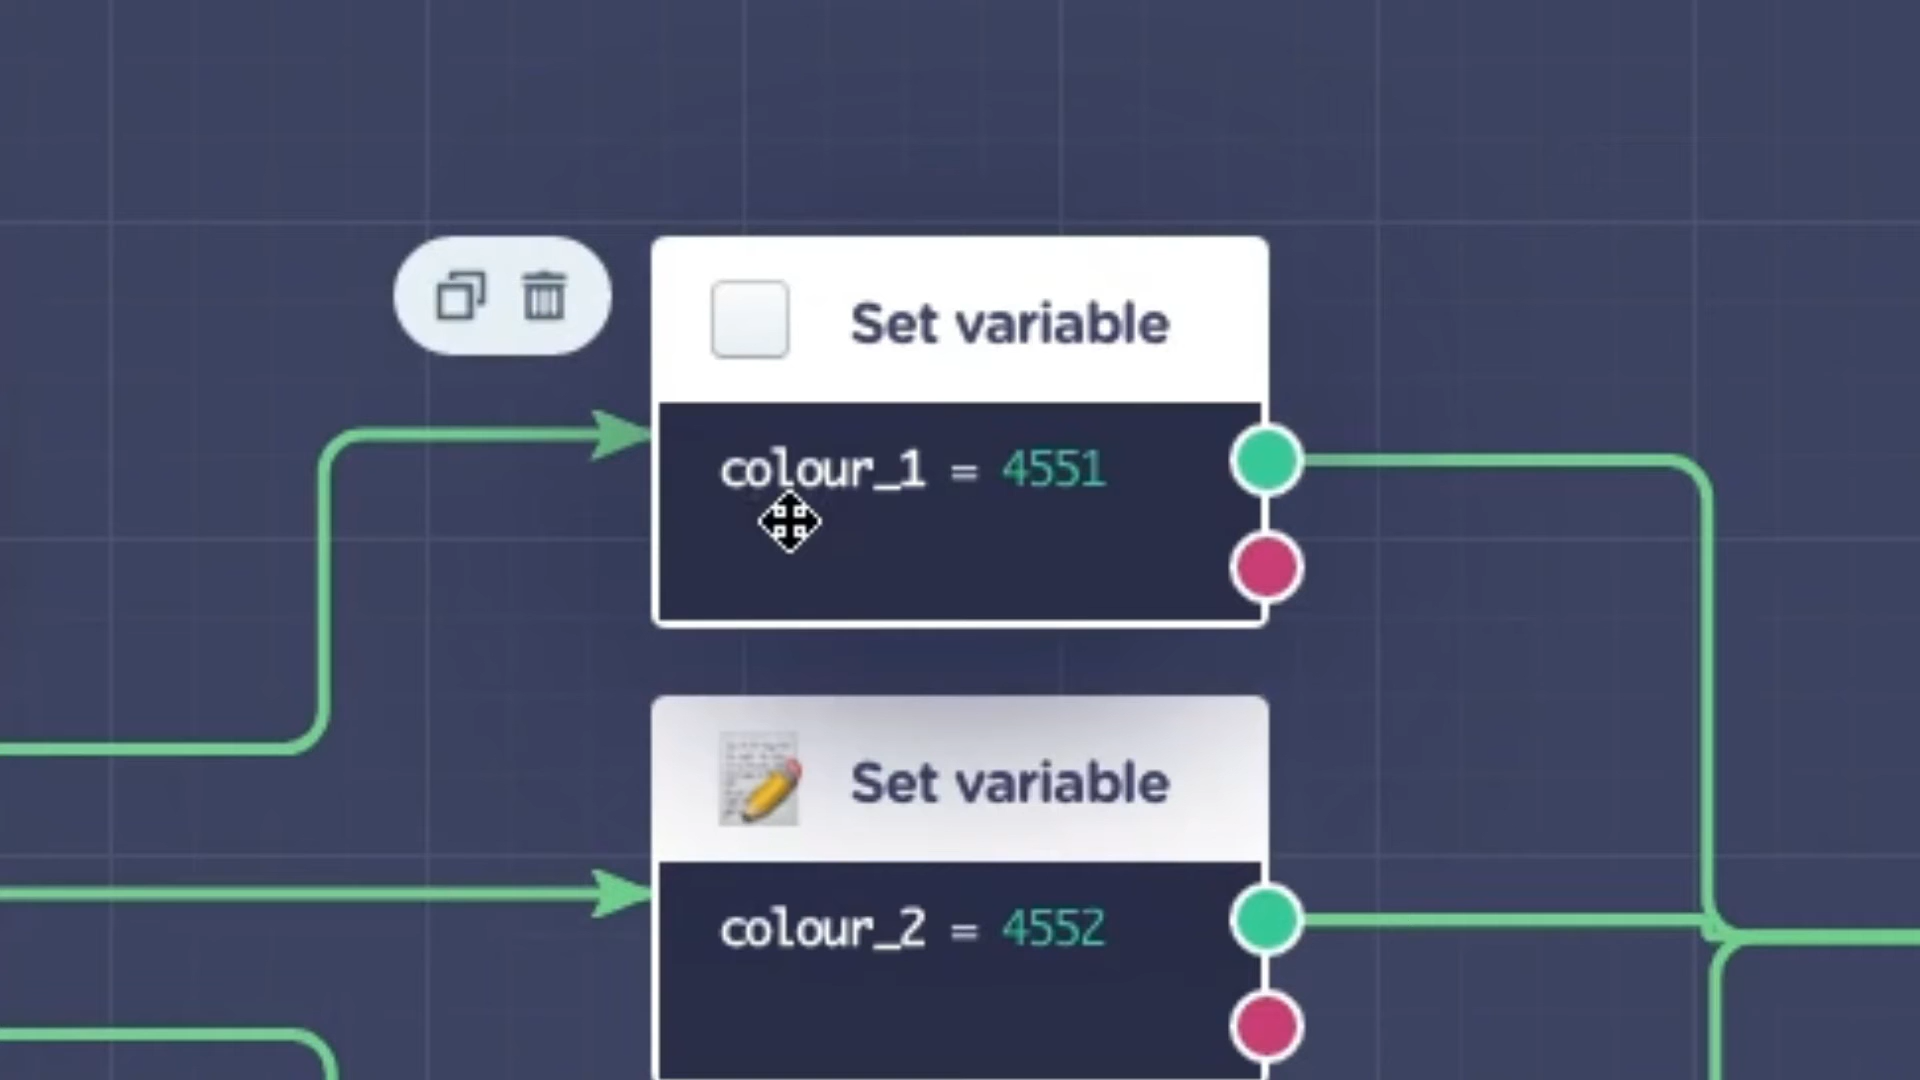 Set variable
colour_1 = 4551
Set variable
colour_2 = 4552